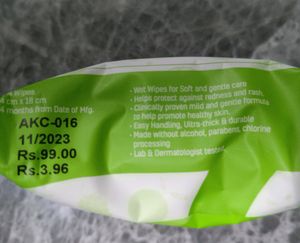 Wipes
cm x 18 cm
months from Date of Mfg.
AKC-016
11/2023
Rs.99.00
Rs.3.96
- Wet Wipes for Soft and gentle care
- Helps protect against redness and rash
- Clinically proven mild and gentle formula
to help promote healthy skin.
- Easy Handling, Ultra-thick & durable
- Made without alcohol, parabens, chlorine
processing
- Lab & Dermatologist tested